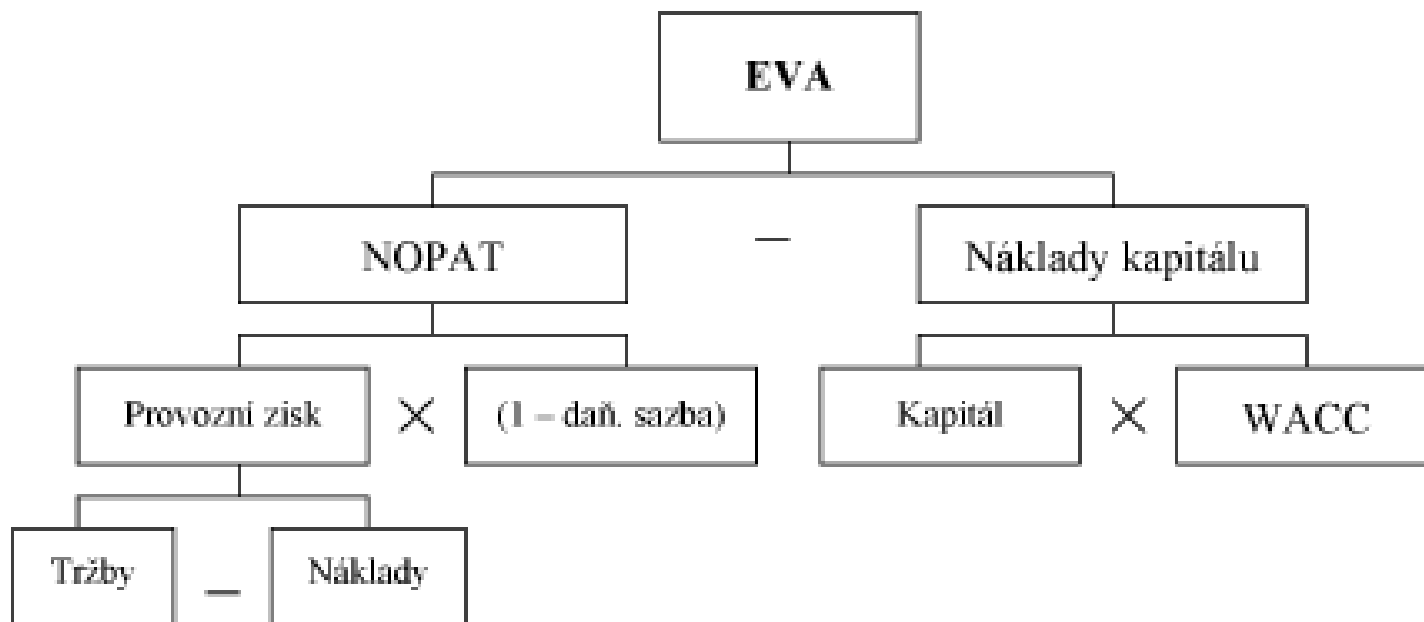 EVA
NOPAT – Náklady kapitálu
Provozní zisk × (1 – daň. sazba) Kapitál × WACC
Tržby – Náklady